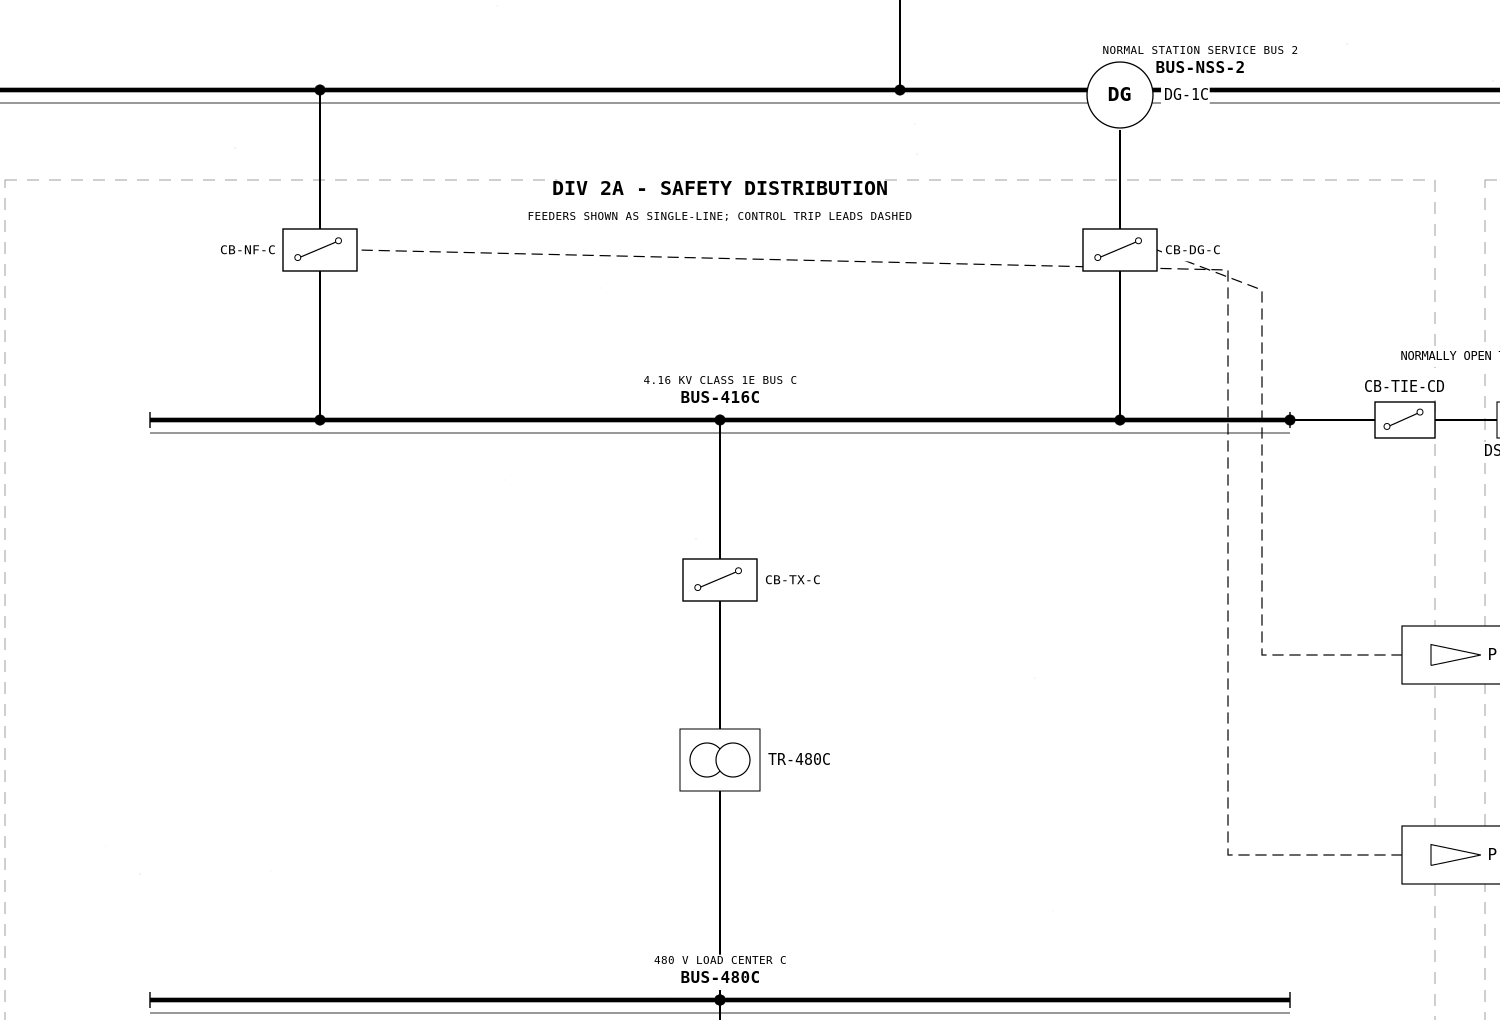 NORMAL STATION SERVICE BUS 2
BUS-NSS-2
DG
DG-1C
DIV 2A - SAFETY DISTRIBUTION
FEEDERS SHOWN AS SINGLE-LINE; CONTROL TRIP LEADS DASHED
CB-NF-C
CB-DG-C
NORMALLY OPEN
4.16 KV CLASS 1E BUS C
BUS-416C
CB-TIE-CD
DS
CB-TX-C
P
TR-480C
P
480 V LOAD CENTER C
BUS-480C